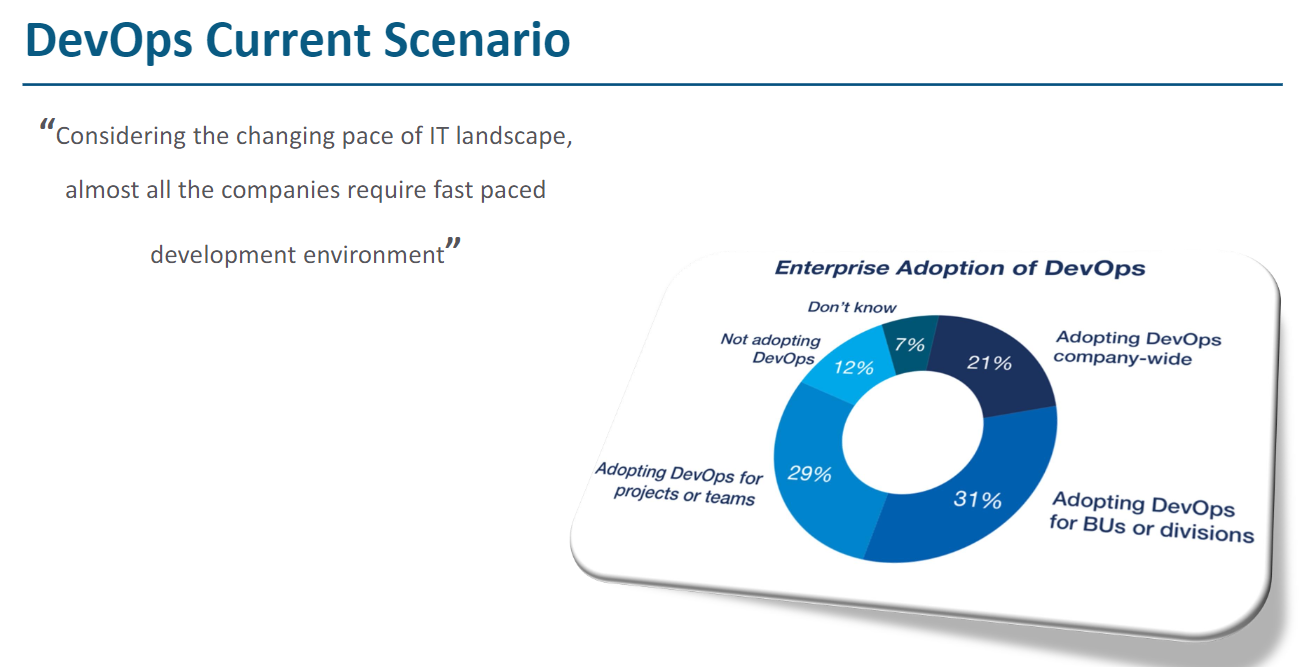 DevOps Current Scenario
“Considering the changing pace of IT landscape,
almost all the companies require fast paced
development environment”
Enterprise Adoption of DevOps
Don't know
7%
Not adopting
DevOps
12%
21%
Adopting DevOps
company-wide
Adopting DevOps for
projects or teams
29%
31%
Adopting DevOps
for BUs or divisions